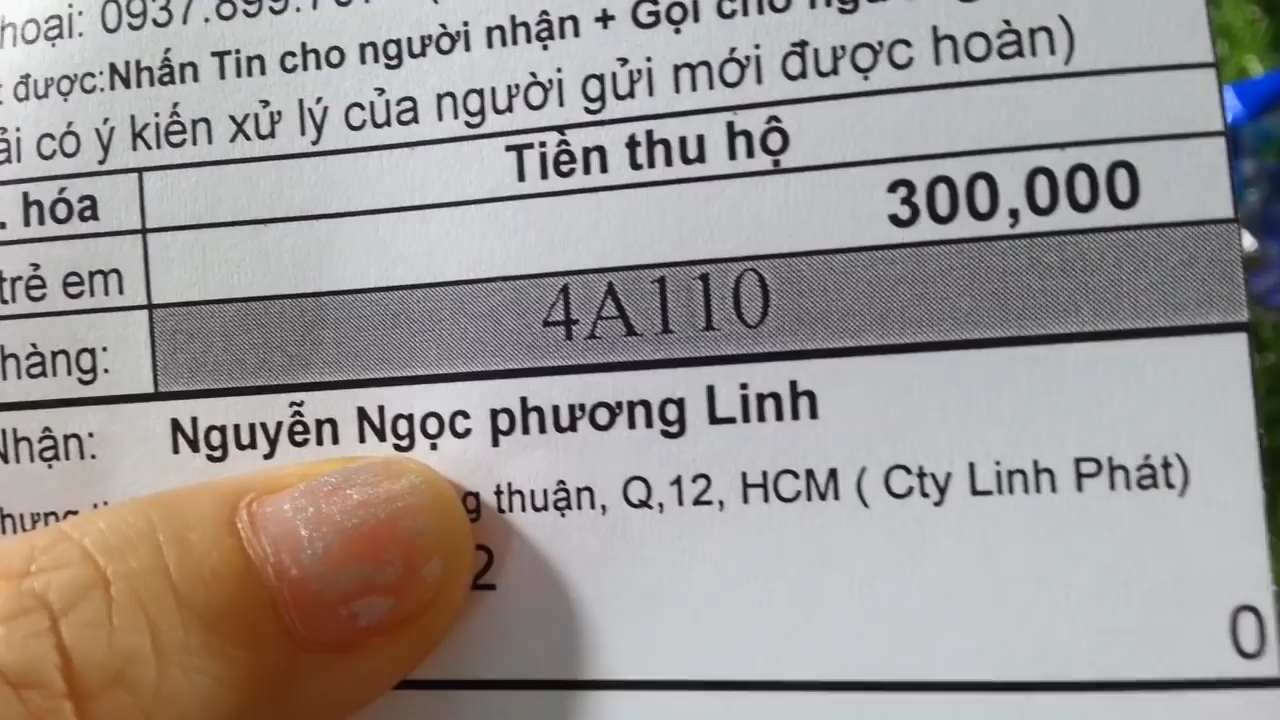 hoại: 0937.899.
được:Nhấn Tin cho người nhận + Gọi cho
ải có ý kiến xử lý của người gửi mới được hoàn)
Tiền thu hộ
. hóa
300,000
trẻ em
4A110
hàng:
Nhận: Nguyễn Ngọc phương Linh
g thuận, Q,12, HCM ( Cty Linh Phát)
2
0